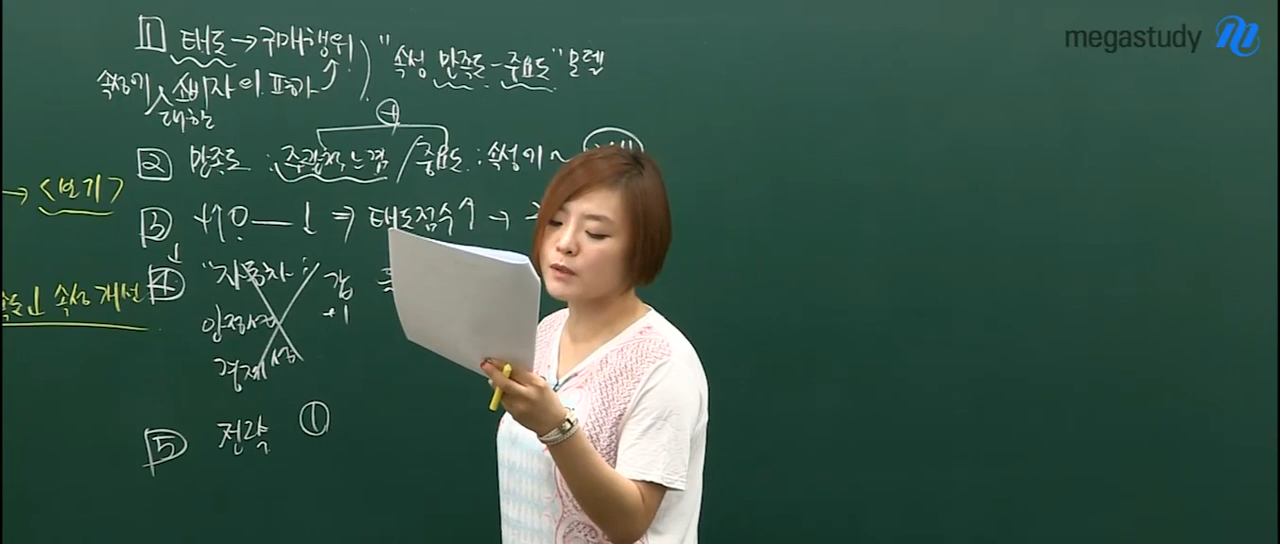 megastudy
1 태도 → 구매행위 "속성 만족도 - 중요도" 모델
속성에 대한 소비자의 평가
2 만족도 : 주관적 느낌 / 중요도 : 속성이 ~
→ <보기>
3 ⇒ 태도점수↑ →
4 "자동차" 갑
속성 개선
안정성 +1
경제성
5 전략 ①